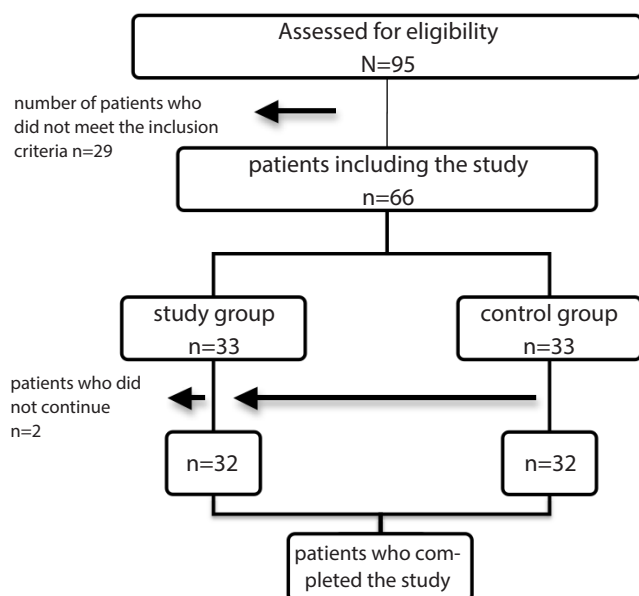 Assessed for eligibility
N=95
number of patients who
did not meet the inclusion
criteria n=29
patients including the study
n=66
study group
n=33
control group
n=33
patients who did
not continue
n=2
n=32
n=32
patients who com-
pleted the study